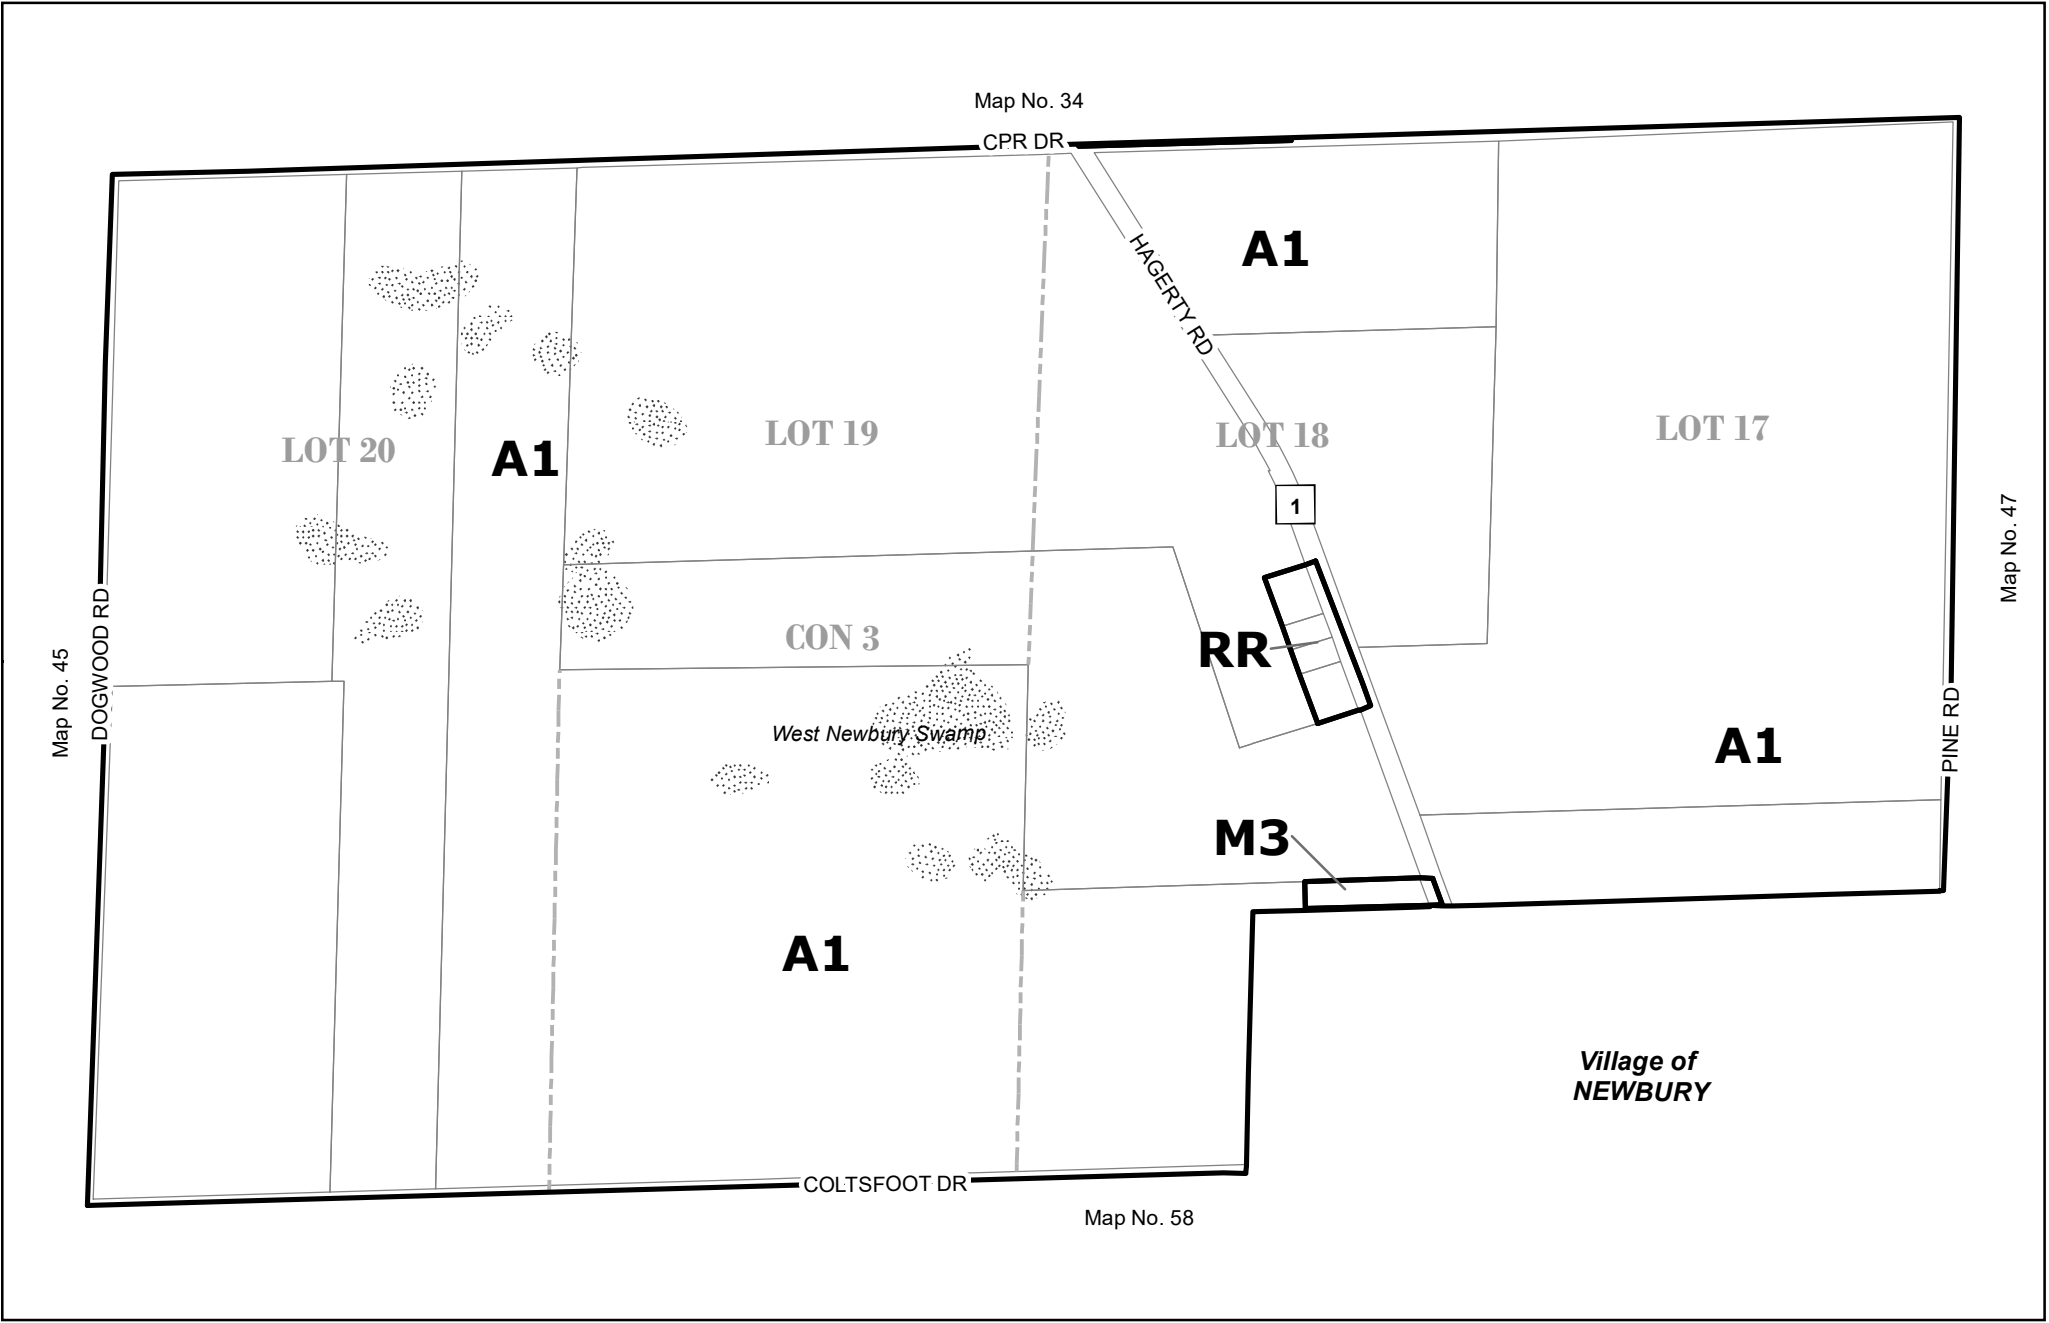 Map No. 34
CPR DR
A1
HAGERTY RD
LOT 20
A1
LOT 19
LOT 18
LOT 17
1
Map No. 47
CON 3
RR
DOGWOOD RD
Map No. 45
West Newbury Swamp
A1
PINE RD
M3
A1
Village of
NEWBURY
COLTSFOOT DR
Map No. 58